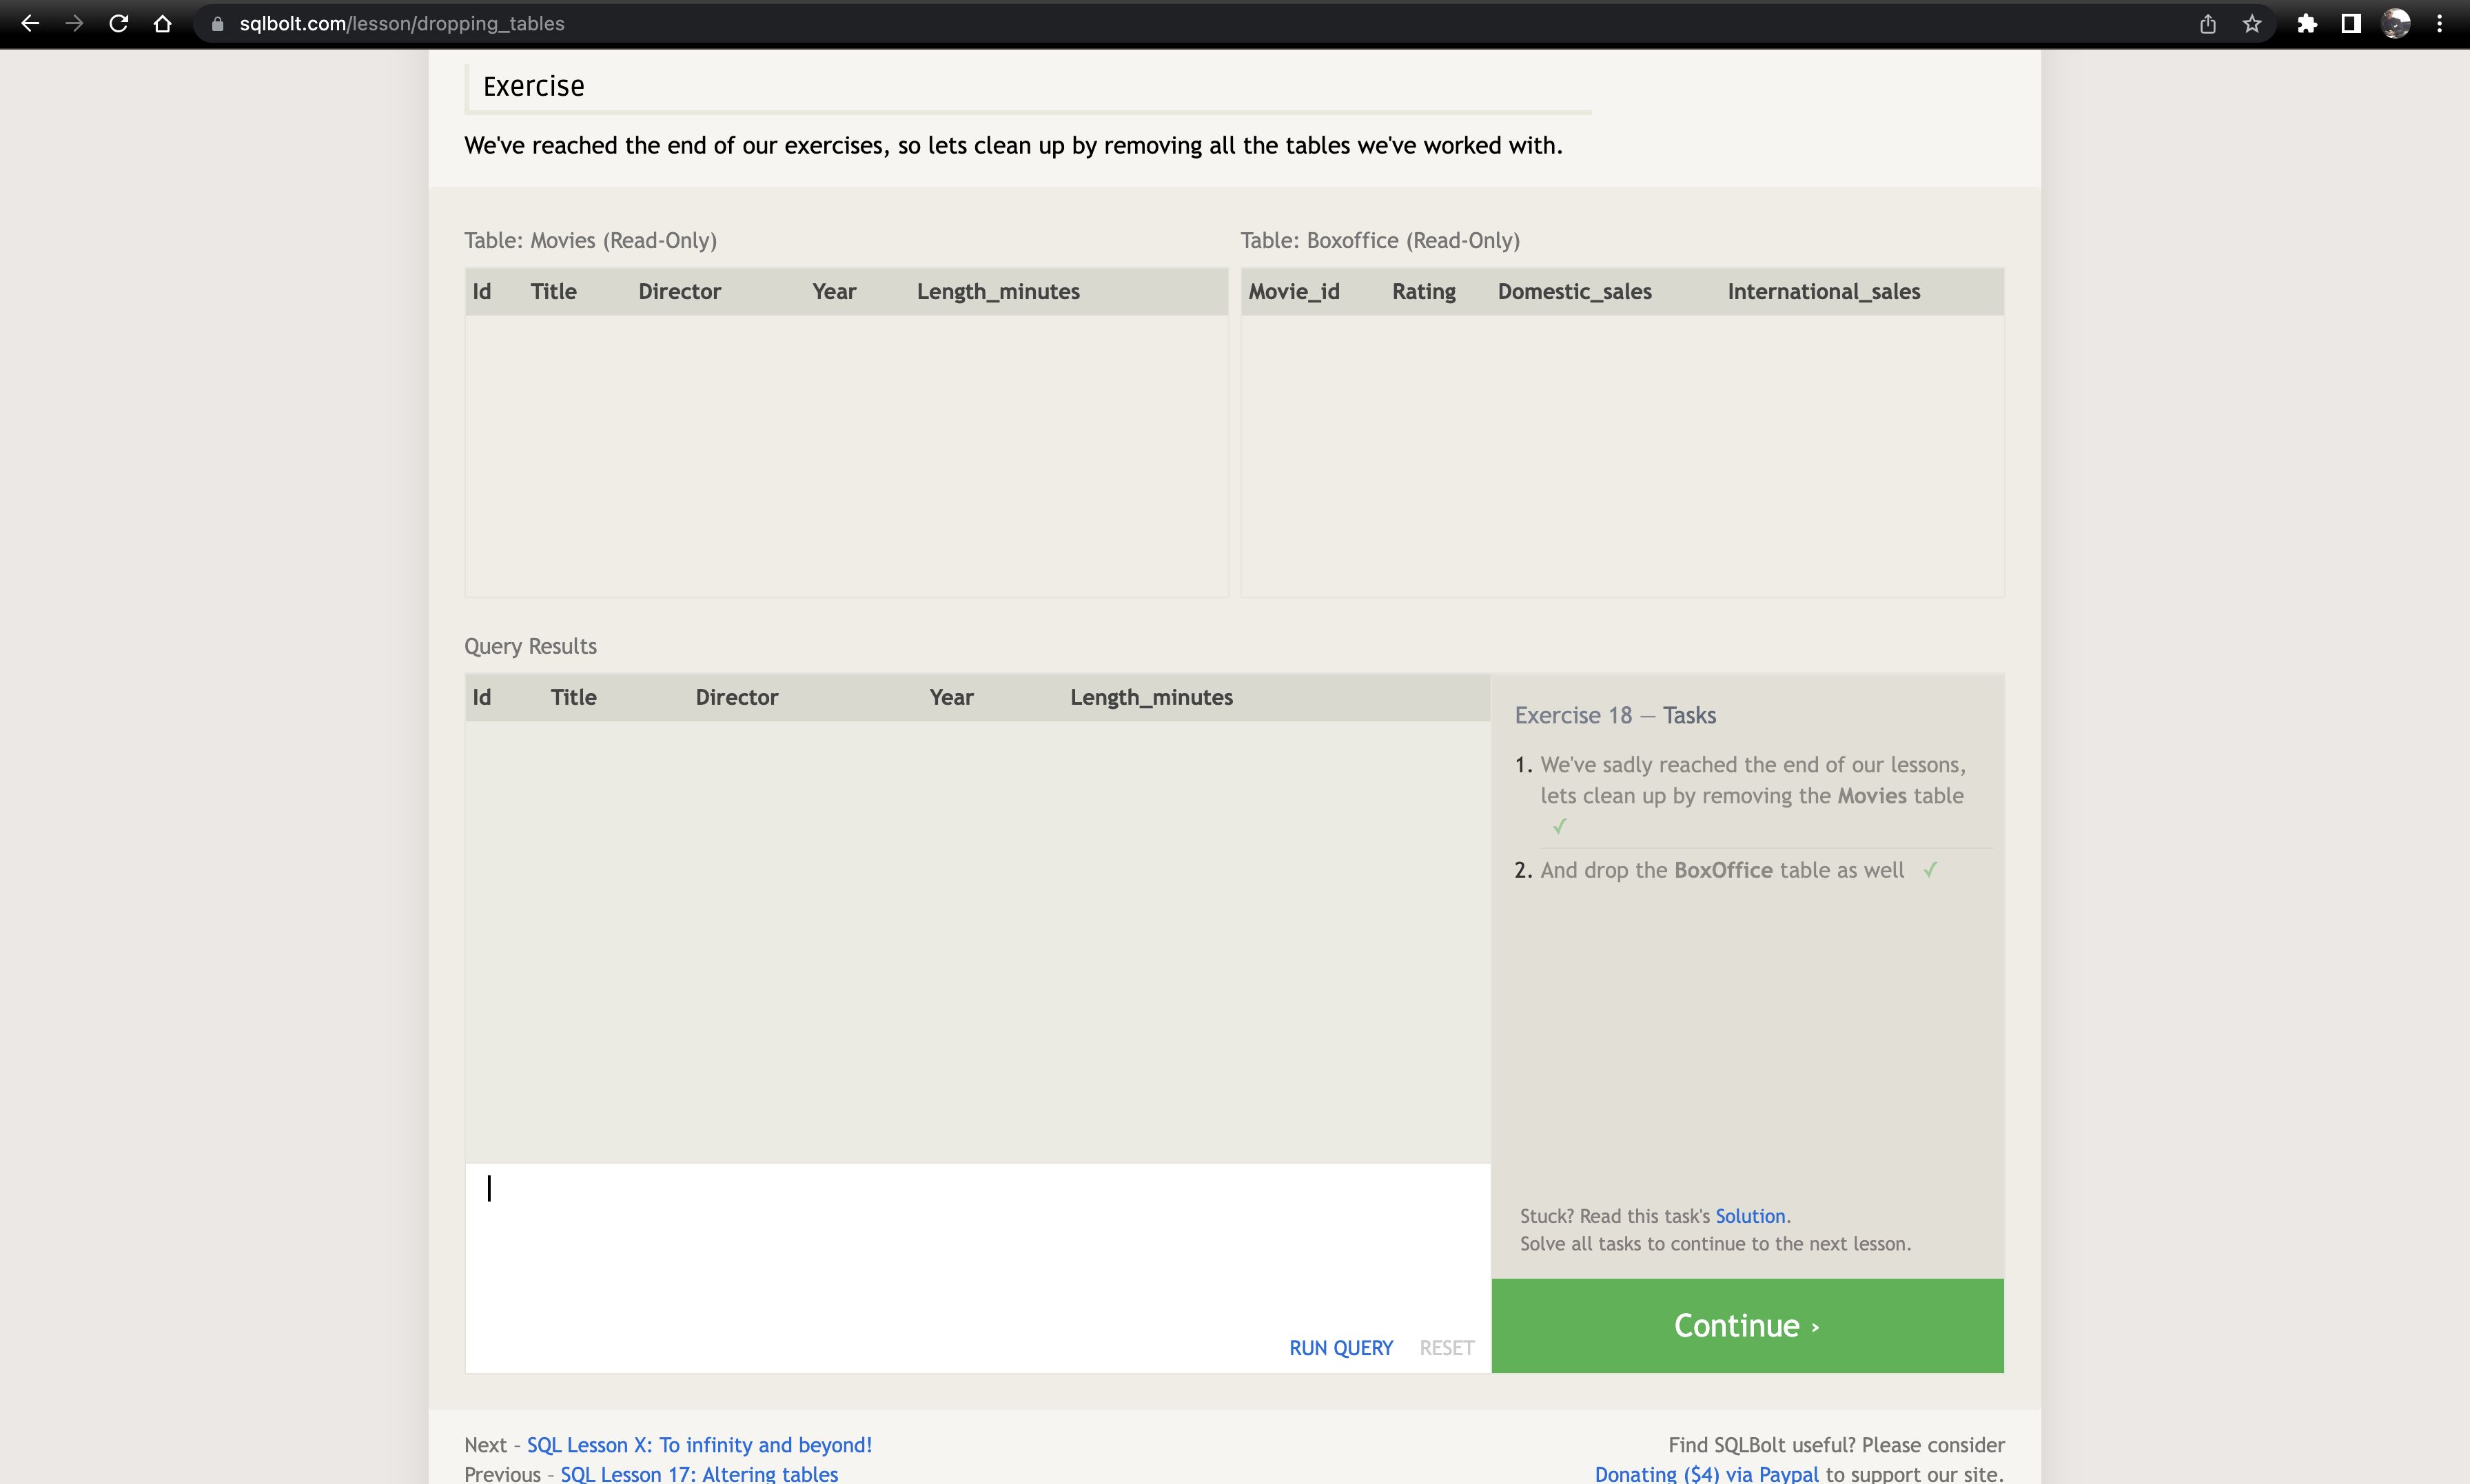 sqlbolt.com/lesson/dropping_tables
Exercise
We've reached the end of our exercises, so lets clean up by removing all the tables we've worked with.
Table: Movies (Read-Only)
Id Title Director Year Length_minutes
Table: Boxoffice (Read-Only)
Movie_id Rating Domestic_sales International_sales
Query Results
Id Title Director Year Length_minutes
Exercise 18 — Tasks
1. We've sadly reached the end of our lessons,
lets clean up by removing the Movies table
✓
2. And drop the BoxOffice table as well ✓
Stuck? Read this task's Solution.
Solve all tasks to continue to the next lesson.
RUN QUERY RESET
Continue ›
Next – SQL Lesson X: To infinity and beyond!
Previous – SQL Lesson 17: Altering tables
Find SQLBolt useful? Please consider
Donating ($4) via Paypal to support our site.